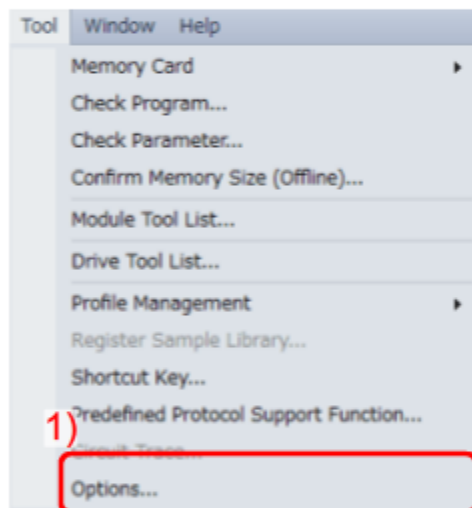 Tool Window Help
Memory Card
Check Program...
Check Parameter...
Confirm Memory Size (Offline)...
Module Tool List...
Drive Tool List...
Profile Management
Register Sample Library...
Shortcut Key...
Predefined Protocol Support Function...
1)
Circuit Trace...
Options...